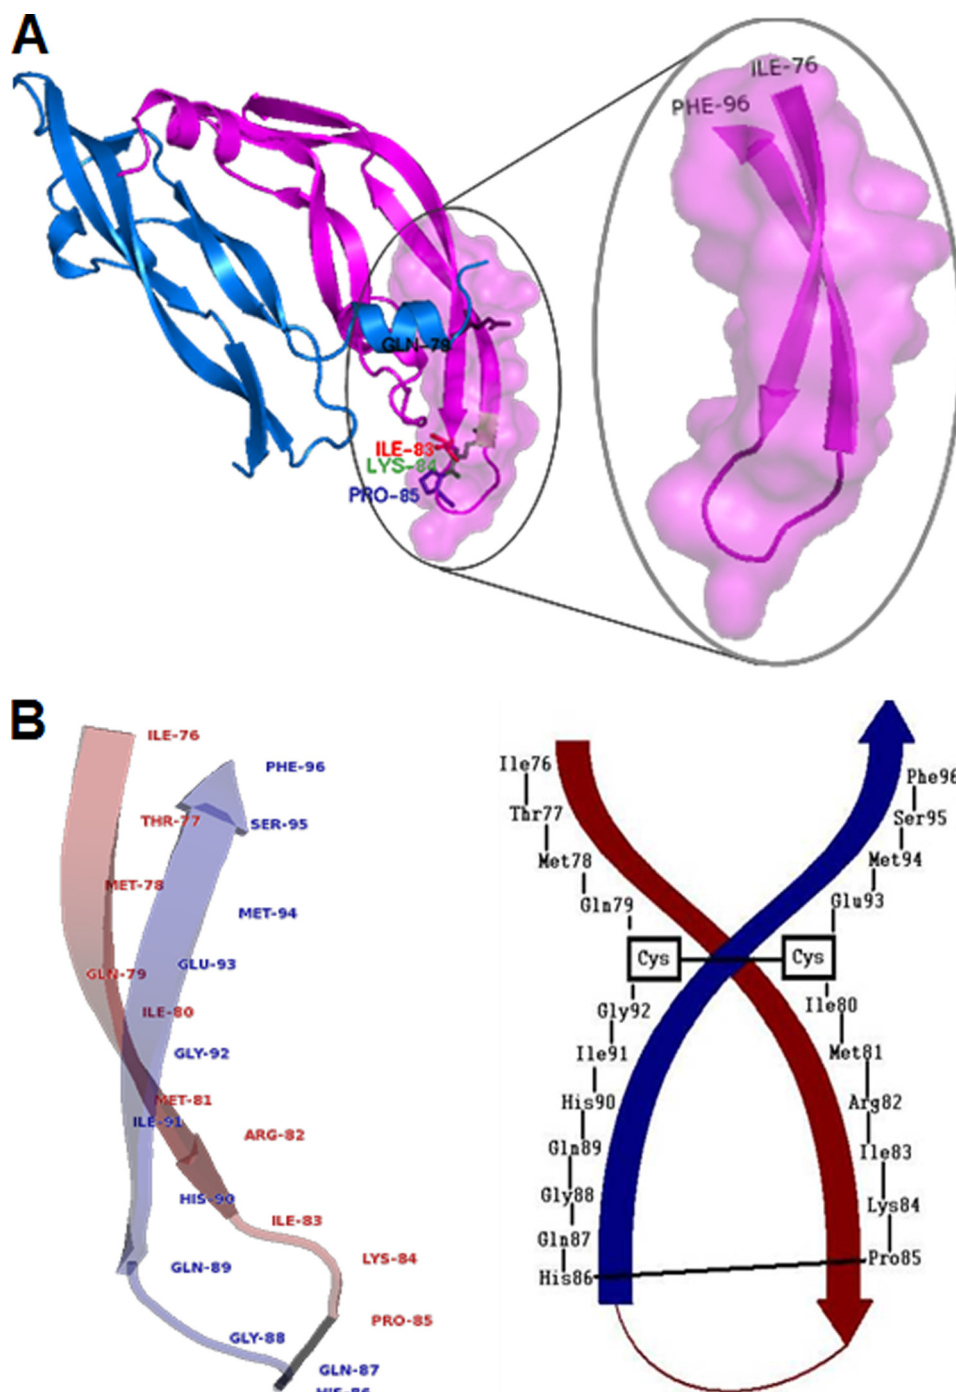 A
ILE-76
PHE-96
GLN-79
ILE-83
LYS-84
PRO-85
B
ILE-76
PHE-96
THR-77
SER-95
MET-78
MET-94
GLU-93
GLN-79
ILE-80
GLY-92
MET-81
ILE-91
ARG-82
HIS-90
ILE-83
LYS-84
GLN-89
PRO-85
GLY-88
GLN-87
HIS-86
Ile76
Phe96
Thr77
Ser95
Met78
Met94
Gln79
Glu93
Cys
Cys
Gly92
Ile80
Ile91
Met81
His90
Arg82
Gln89
Ile83
Gly88
Lys84
Gln87
Pro85
His86